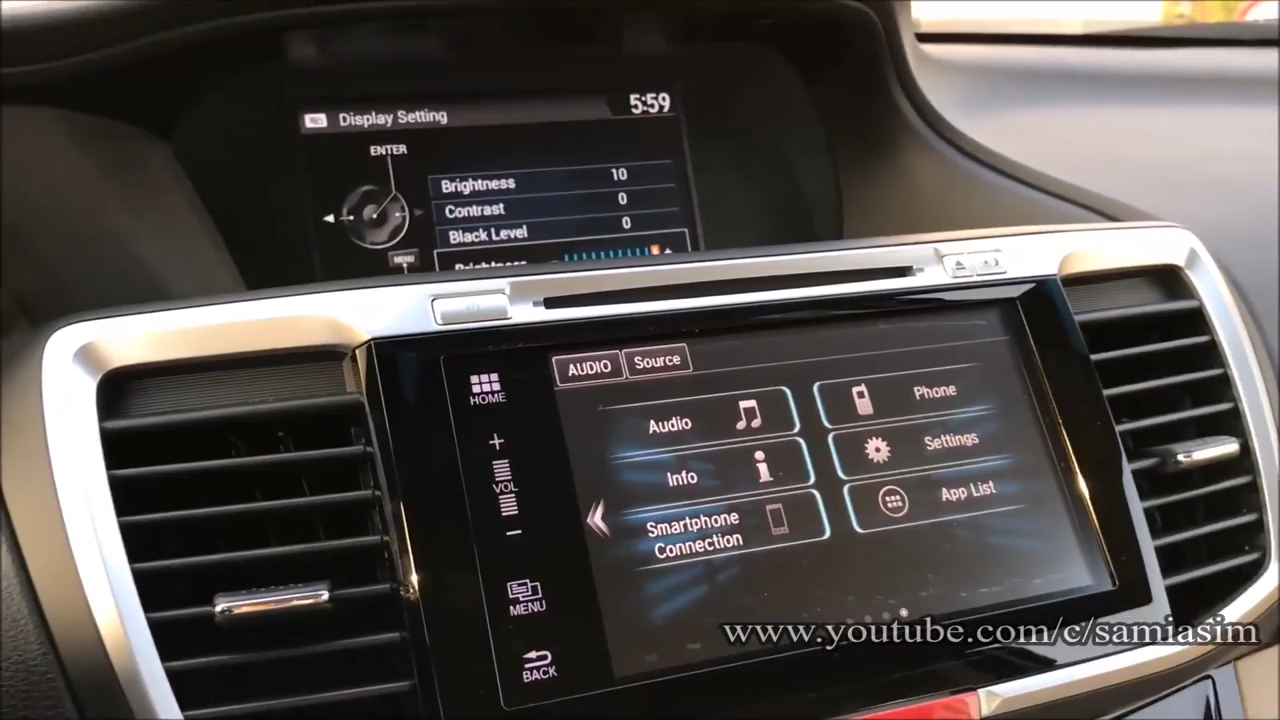 Display Setting
5:59
ENTER
Brightness 10
Contrast 0
Black Level 0
MENU
Brightness
+
AUDIO
Source
HOME
+
VOL
-
MENU
BACK
Audio
Phone
Info
Settings
Smartphone
Connection
App List
www.youtube.com/c/samiasim